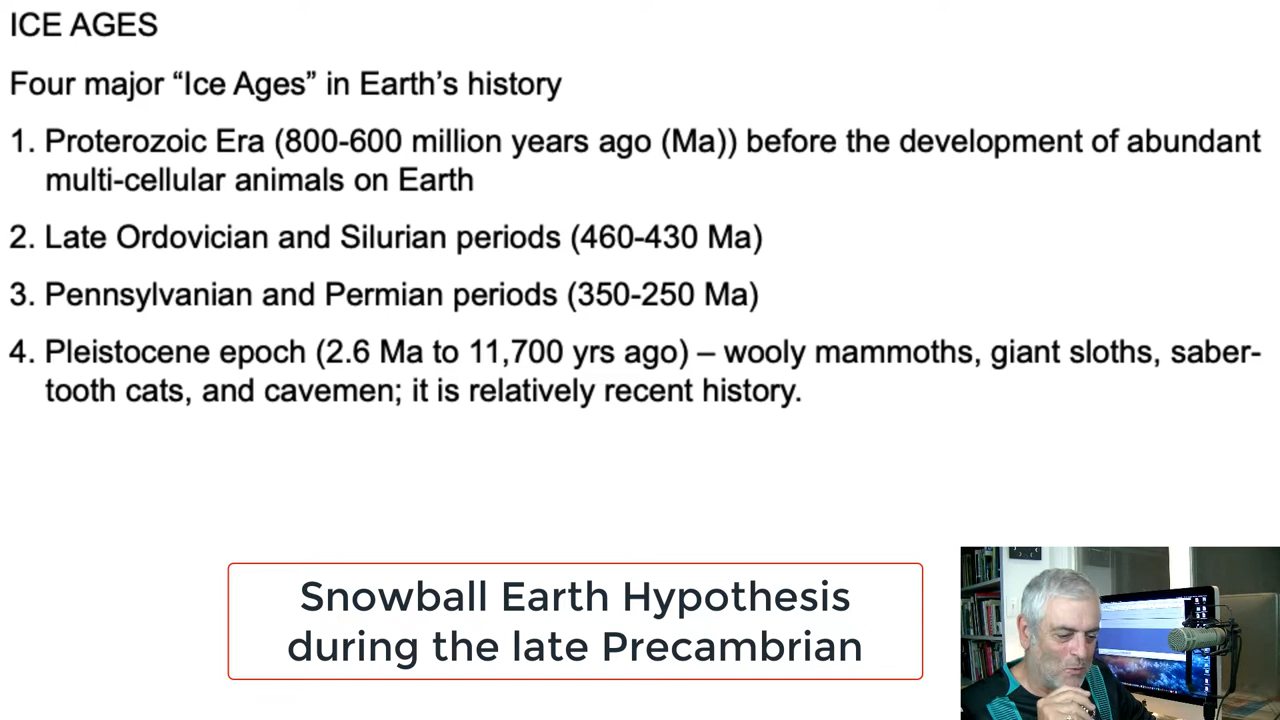 ICE AGES
Four major “Ice Ages” in Earth’s history
1. Proterozoic Era (800-600 million years ago (Ma)) before the development of abundant
multi-cellular animals on Earth
2. Late Ordovician and Silurian periods (460-430 Ma)
3. Pennsylvanian and Permian periods (350-250 Ma)
4. Pleistocene epoch (2.6 Ma to 11,700 yrs ago) – wooly mammoths, giant sloths, saber-
tooth cats, and cavemen; it is relatively recent history.
Snowball Earth Hypothesis
during the late Precambrian